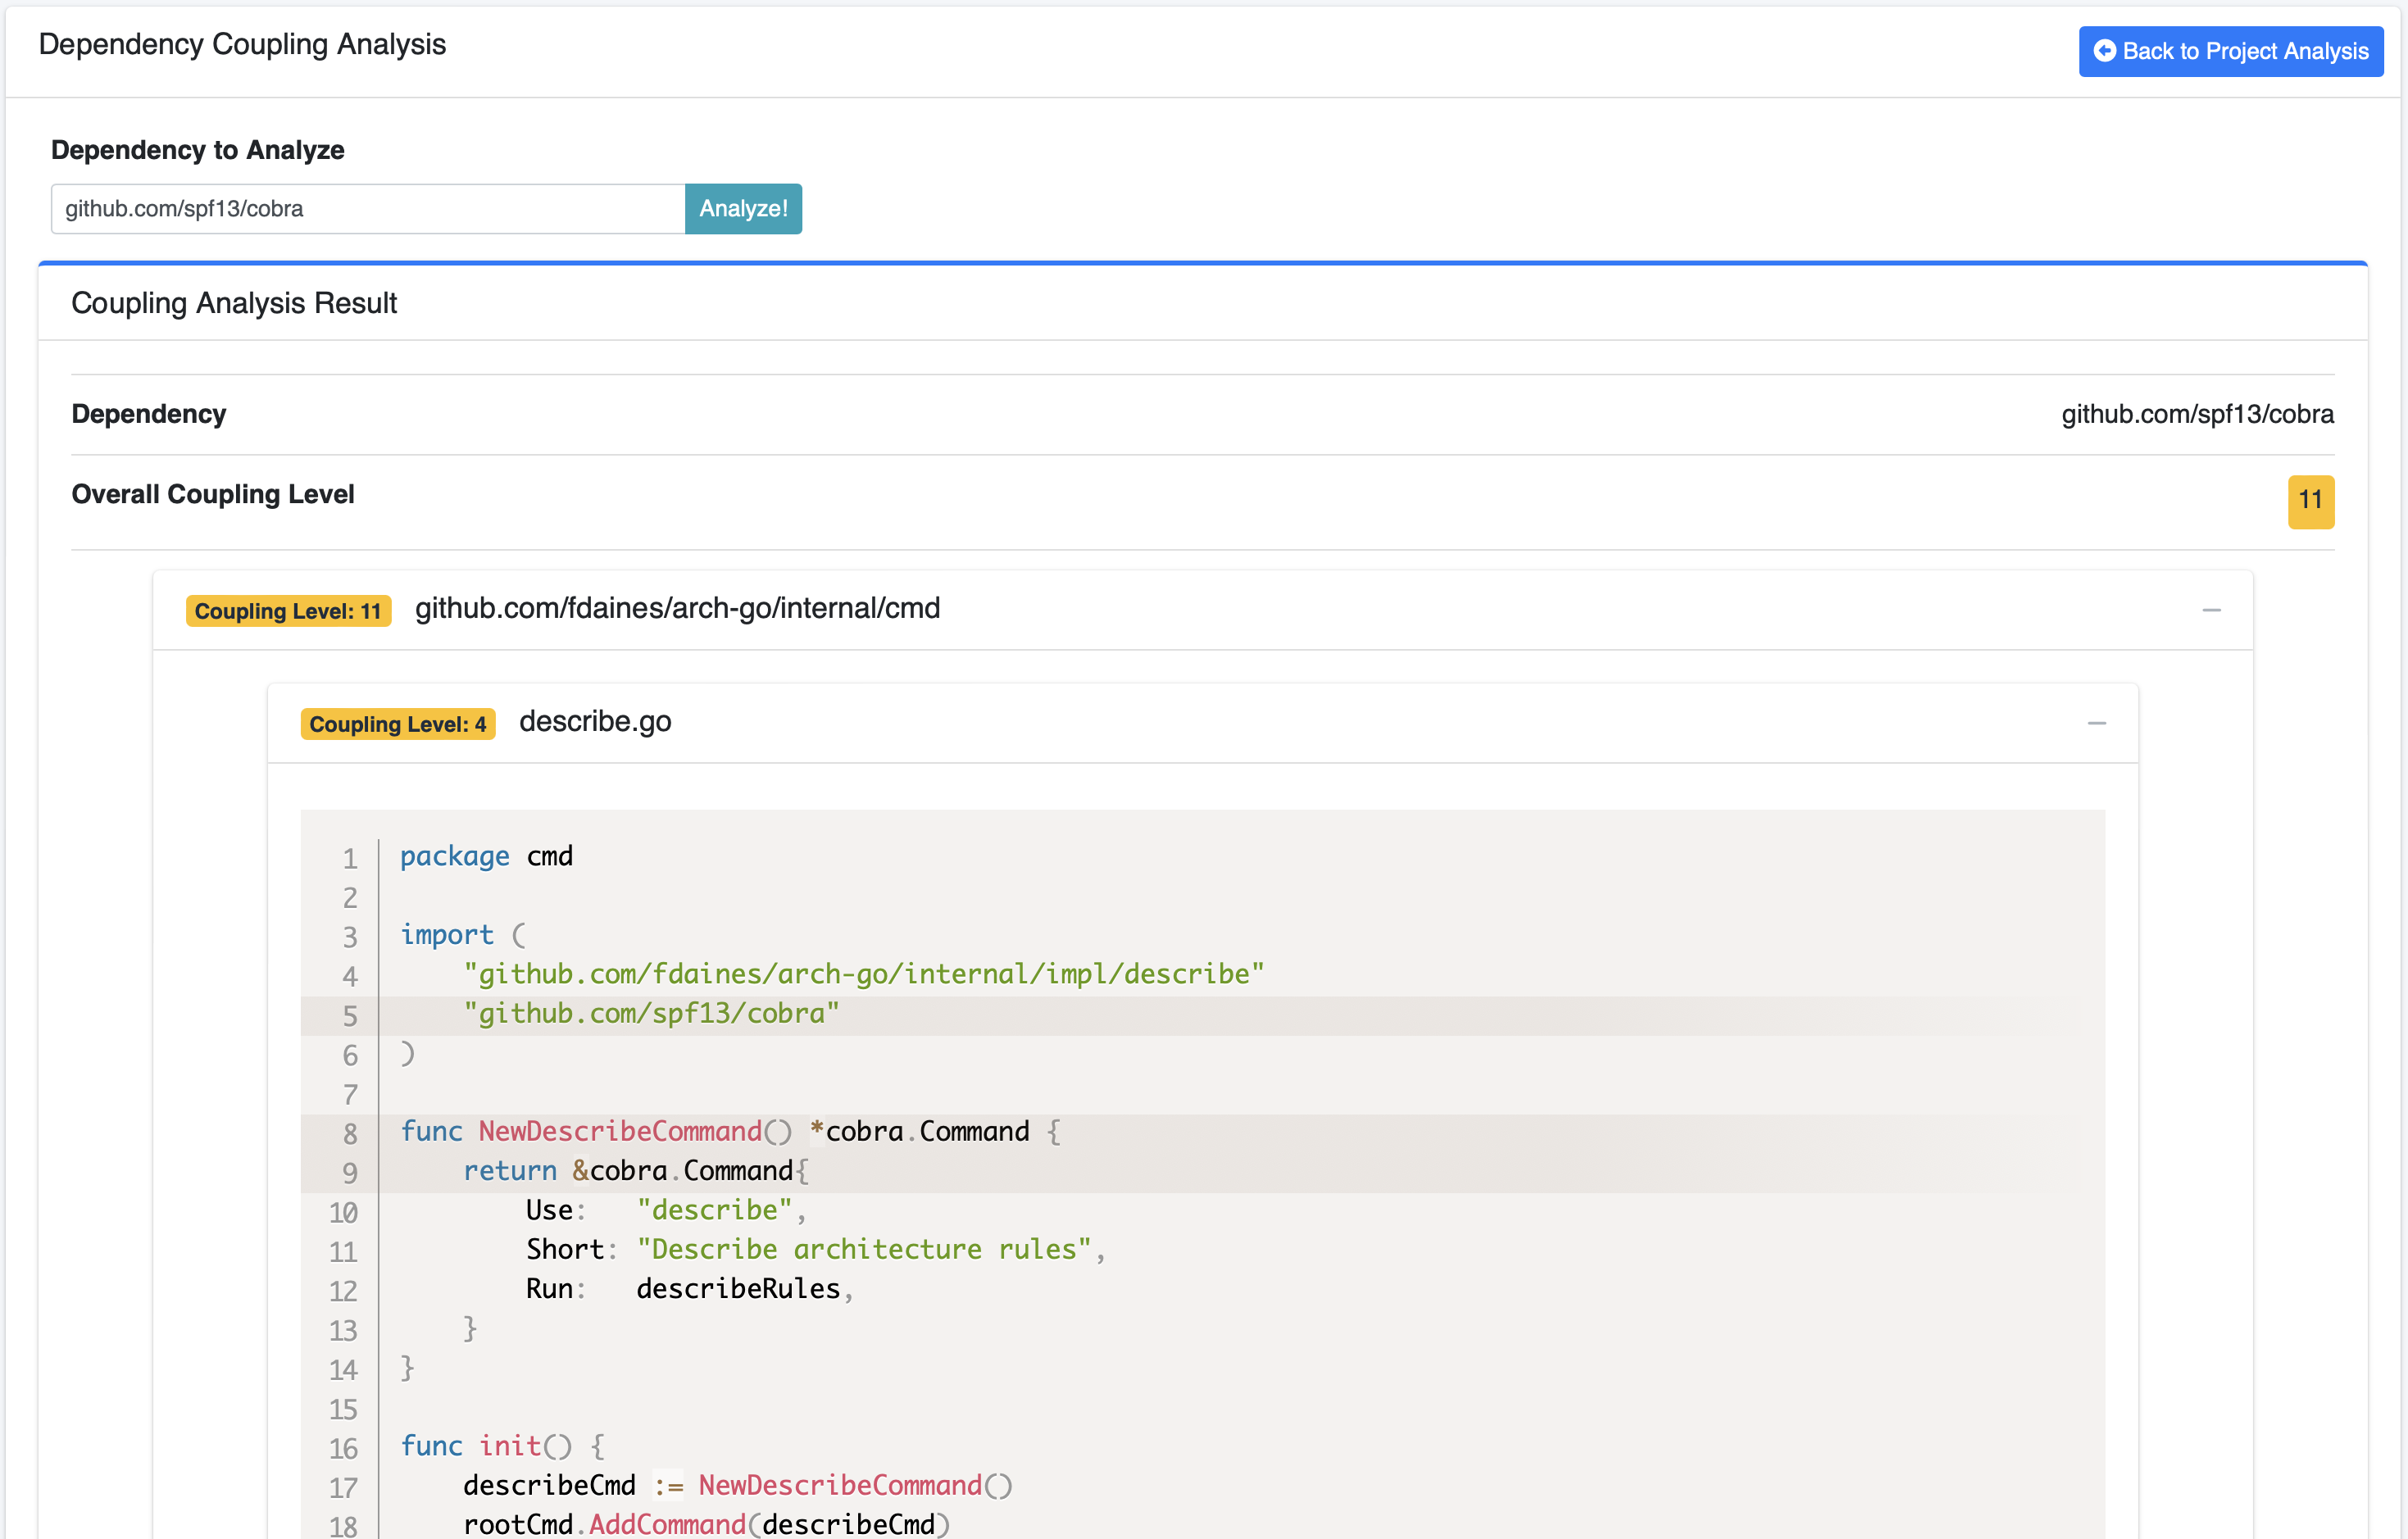 Dependency Coupling Analysis
Back to Project Analysis
Dependency to Analyze
github.com/spf13/cobra
Analyze!
Coupling Analysis Result
Dependency github.com/spf13/cobra
Overall Coupling Level 11
Coupling Level: 11 github.com/fdaines/arch-go/internal/cmd
Coupling Level: 4 describe.go
1 package cmd
2
3 import (
4     "github.com/fdaines/arch-go/internal/impl/describe"
5     "github.com/spf13/cobra"
6 )
7
8 func NewDescribeCommand() *cobra.Command {
9     return &cobra.Command{
10         Use:   "describe",
11         Short: "Describe architecture rules",
12         Run:   describeRules,
13     }
14 }
15
16 func init() {
17     describeCmd := NewDescribeCommand()
18     rootCmd.AddCommand(describeCmd)